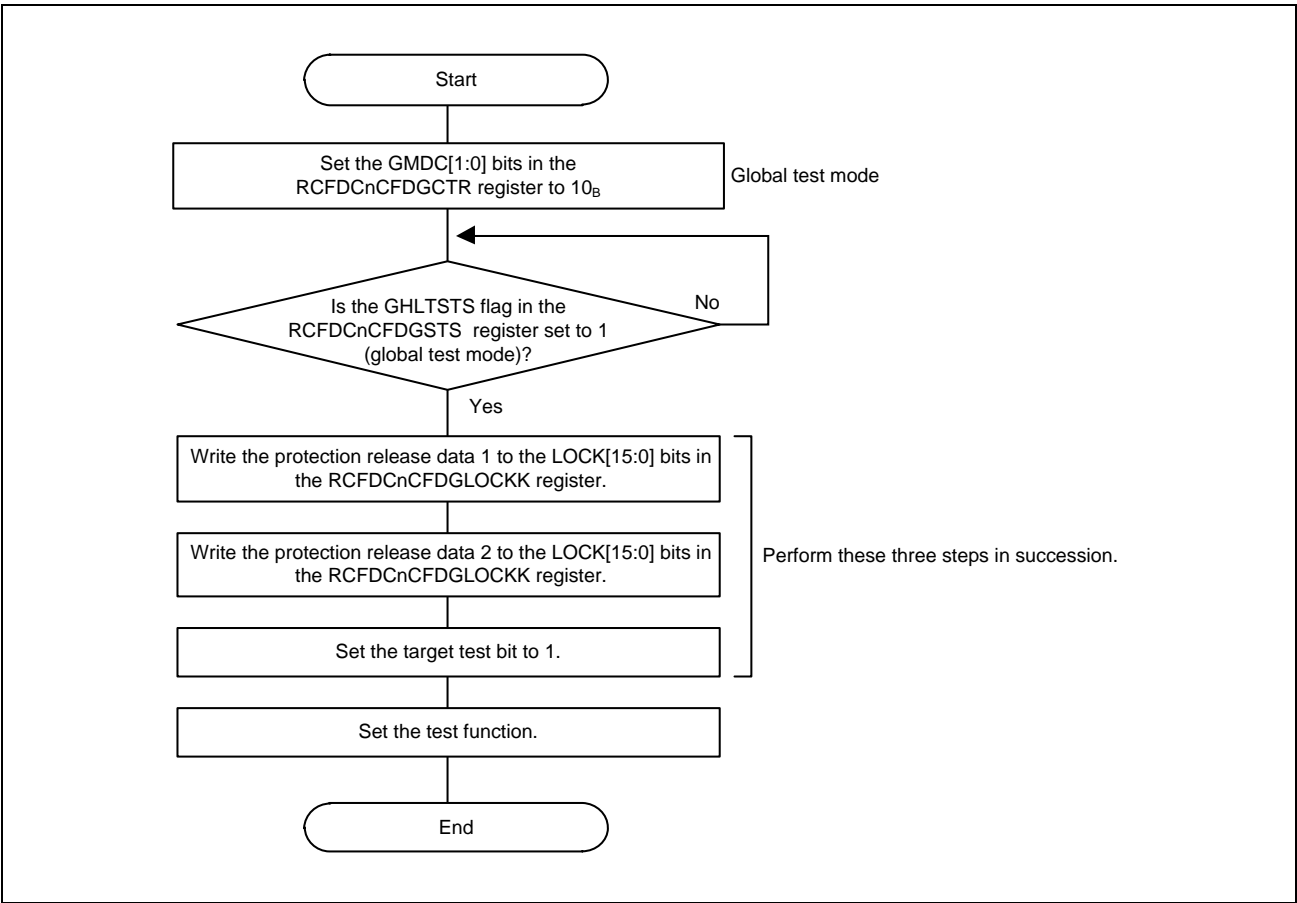 Start
Set the GMDC[1:0] bits in the
RCFDCnCFDGCTR register to 10B
Global test mode
Is the GHLTSTS flag in the
RCFDCnCFDGSTS register set to 1
(global test mode)?
No
Yes
Write the protection release data 1 to the LOCK[15:0] bits in
the RCFDCnCFDGLOCKK register.
Write the protection release data 2 to the LOCK[15:0] bits in
the RCFDCnCFDGLOCKK register.
Perform these three steps in succession.
Set the target test bit to 1.
Set the test function.
End